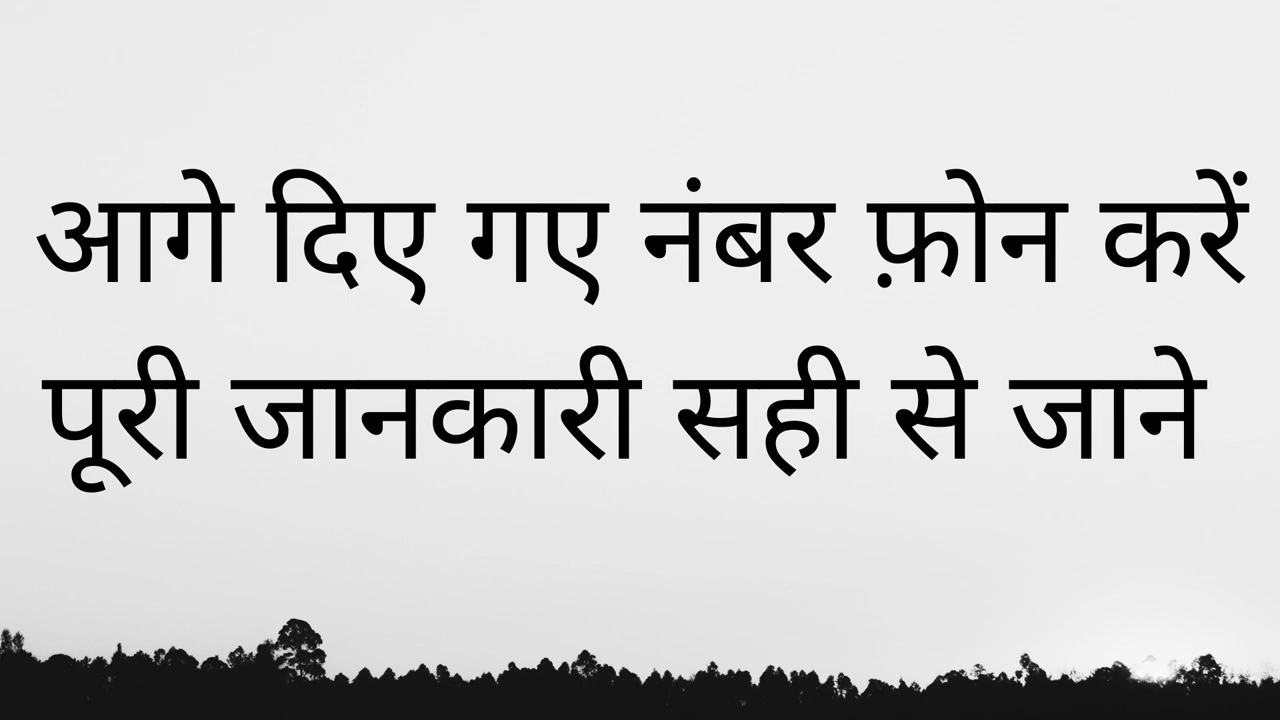 आगे दिए गए नंबर फ़ोन करें
पूरी जानकारी सही से जाने